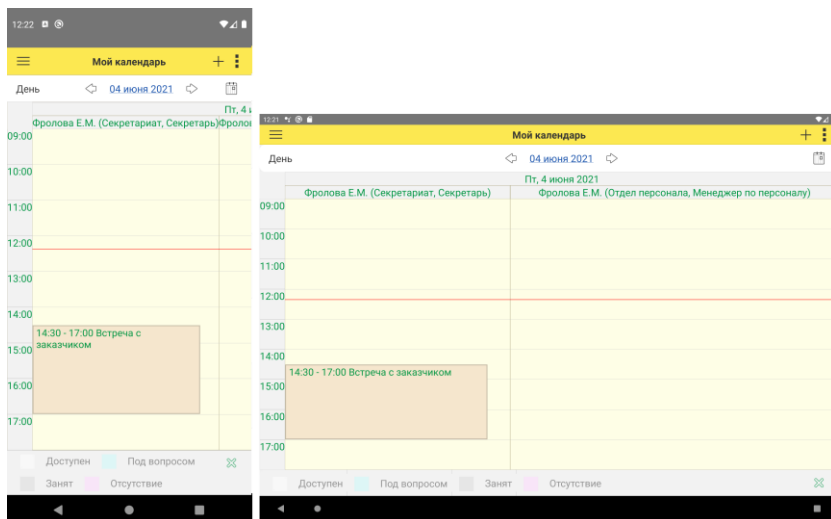 12:22
Мой календарь
День
04 июня 2021
Пт, 4 и
Фролова Е.М. (Секретариат, Секретарь)
Фролов
09:00
10:00
11:00
12:00
13:00
14:00
14:30 - 17:00 Встреча с
заказчиком
15:00
16:00
17:00
Доступен
Под вопросом
Занят
Отсутствие
12:21
Мой календарь
День
04 июня 2021
Пт, 4 июня 2021
Фролова Е.М. (Секретариат, Секретарь)
Фролова Е.М. (Отдел персонала, Менеджер по персоналу)
09:00
10:00
11:00
12:00
13:00
14:00
14:30 - 17:00 Встреча с заказчиком
15:00
16:00
17:00
Доступен
Под вопросом
Занят
Отсутствие